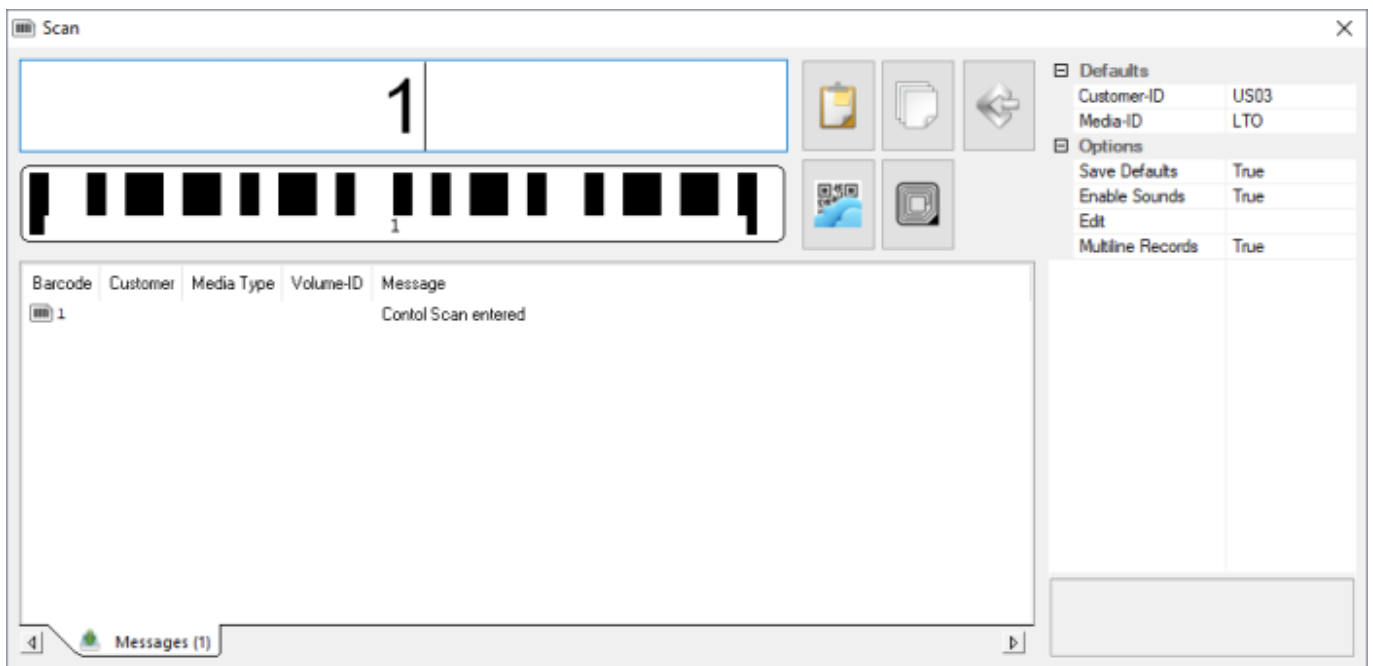 Scan
1
1
Barcode Customer Media Type Volume-ID Message
1 Contol Scan entered
Messages (1)
Defaults
Customer-ID US03
Media-ID LTO
Options
Save Defaults True
Enable Sounds True
Edit
Multiline Records True